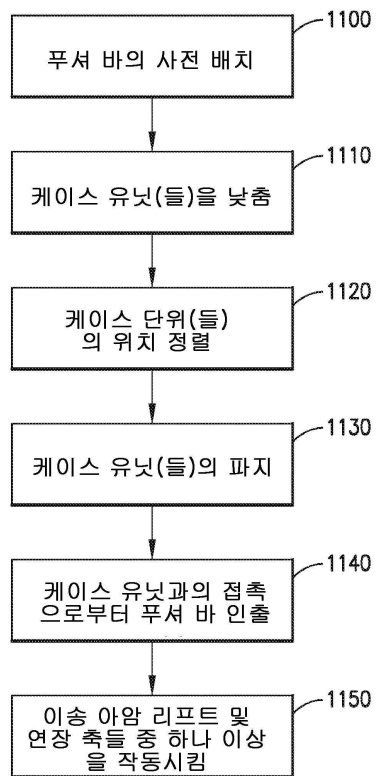 1100
푸셔 바의 사전 배치
1110
케이스 유닛(들)을 낮춤
1120
케이스 단위(들)
의 위치 정렬
1130
케이스 유닛(들)의 파지
1140
케이스 유닛과의 접촉
으로부터 푸셔 바 인출
1150
이송 아암 리프트 및
연장 축들 중 하나 이상
을 작동시킴